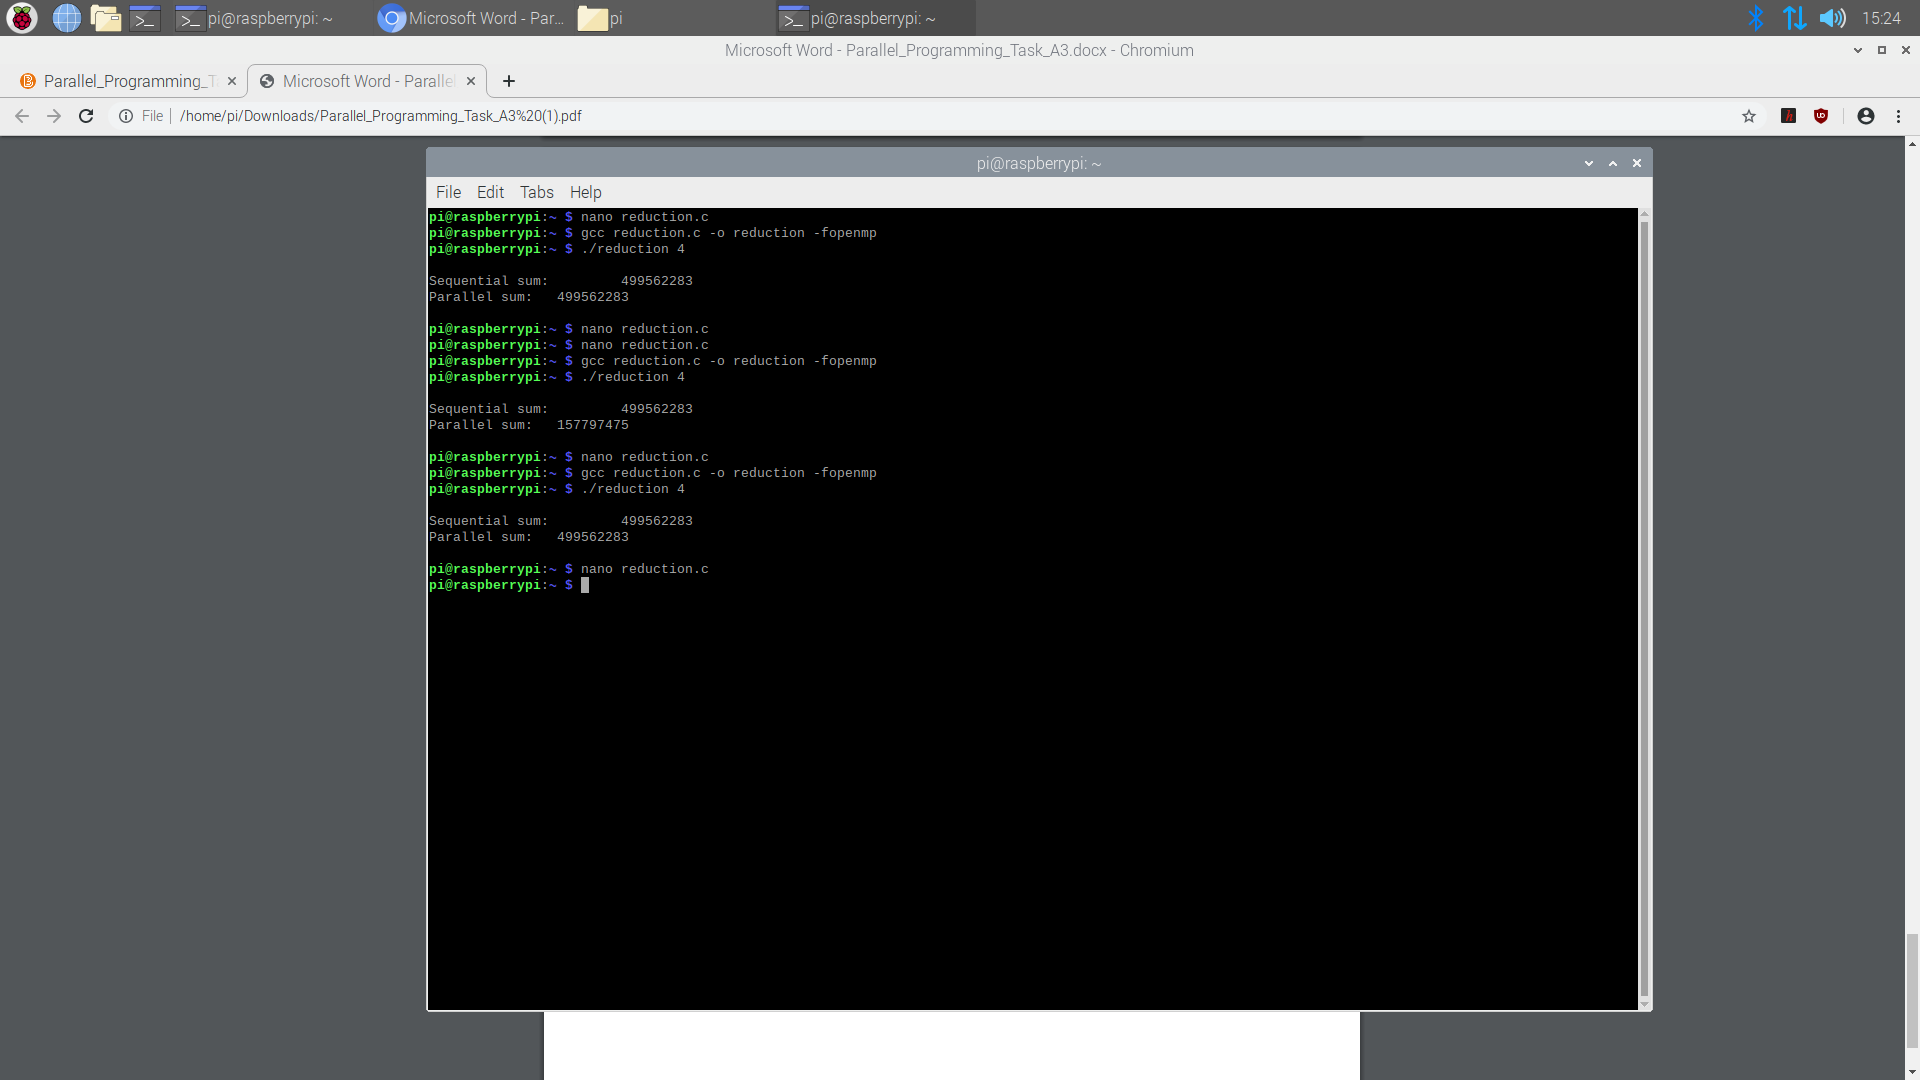 pi@raspberrypi: ~
Microsoft Word - Par...
pi
pi@raspberrypi: ~
15:24
Microsoft Word - Parallel_Programming_Task_A3.docx - Chromium
Parallel_Programming_T
Microsoft Word - Parallel
File
/home/pi/Downloads/Parallel_Programming_Task_A3%20(1).pdf
pi@raspberrypi: ~
File Edit Tabs Help
pi@raspberrypi:~ $ nano reduction.c
pi@raspberrypi:~ $ gcc reduction.c -o reduction -fopenmp
pi@raspberrypi:~ $ ./reduction 4
Sequential sum:         499562283
Parallel sum:   499562283
pi@raspberrypi:~ $ nano reduction.c
pi@raspberrypi:~ $ nano reduction.c
pi@raspberrypi:~ $ gcc reduction.c -o reduction -fopenmp
pi@raspberrypi:~ $ ./reduction 4
Sequential sum:         499562283
Parallel sum:   157797475
pi@raspberrypi:~ $ nano reduction.c
pi@raspberrypi:~ $ gcc reduction.c -o reduction -fopenmp
pi@raspberrypi:~ $ ./reduction 4
Sequential sum:         499562283
Parallel sum:   499562283
pi@raspberrypi:~ $ nano reduction.c
pi@raspberrypi:~ $